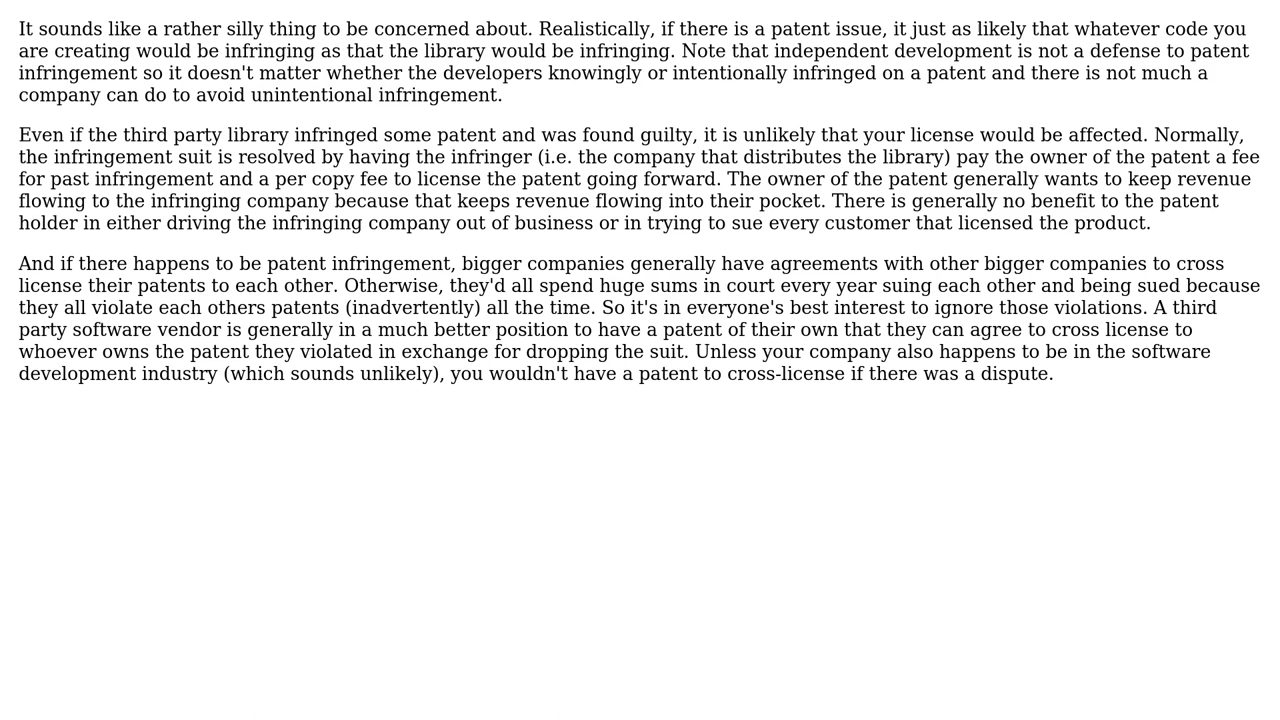 It sounds like a rather silly thing to be concerned about. Realistically, if there is a patent issue, it just as likely that whatever code you
are creating would be infringing as that the library would be infringing. Note that independent development is not a defense to patent
infringement so it doesn't matter whether the developers knowingly or intentionally infringed on a patent and there is not much a
company can do to avoid unintentional infringement.
Even if the third party library infringed some patent and was found guilty, it is unlikely that your license would be affected. Normally,
the infringement suit is resolved by having the infringer (i.e. the company that distributes the library) pay the owner of the patent a fee
for past infringement and a per copy fee to license the patent going forward. The owner of the patent generally wants to keep revenue
flowing to the infringing company because that keeps revenue flowing into their pocket. There is generally no benefit to the patent
holder in either driving the infringing company out of business or in trying to sue every customer that licensed the product.
And if there happens to be patent infringement, bigger companies generally have agreements with other bigger companies to cross
license their patents to each other. Otherwise, they'd all spend huge sums in court every year suing each other and being sued because
they all violate each others patents (inadvertently) all the time. So it's in everyone's best interest to ignore those violations. A third
party software vendor is generally in a much better position to have a patent of their own that they can agree to cross license to
whoever owns the patent they violated in exchange for dropping the suit. Unless your company also happens to be in the software
development industry (which sounds unlikely), you wouldn't have a patent to cross-license if there was a dispute.